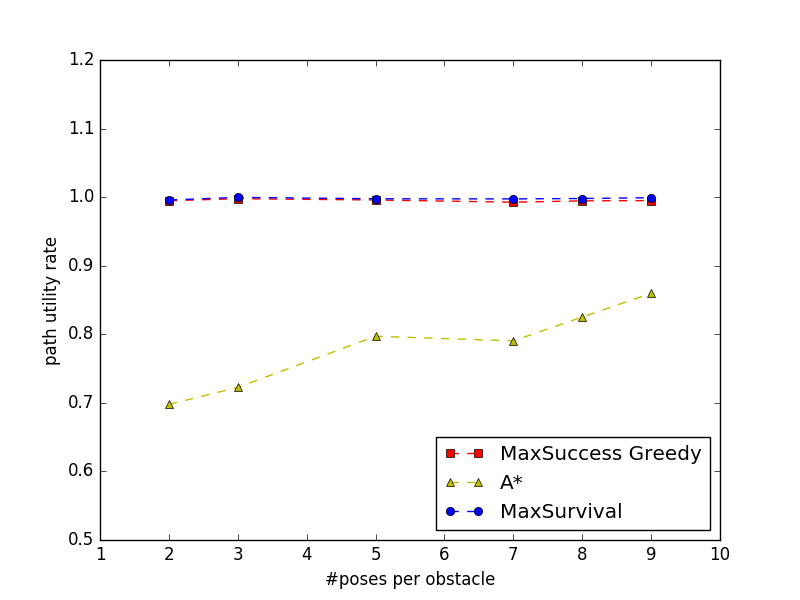 1.2
1.1
1.0
0.9
0.8
0.7
0.6
0.5
path utility rate
MaxSuccess Greedy
A*
MaxSurvival
1 2 3 4 5 6 7 8 9 10
#poses per obstacle